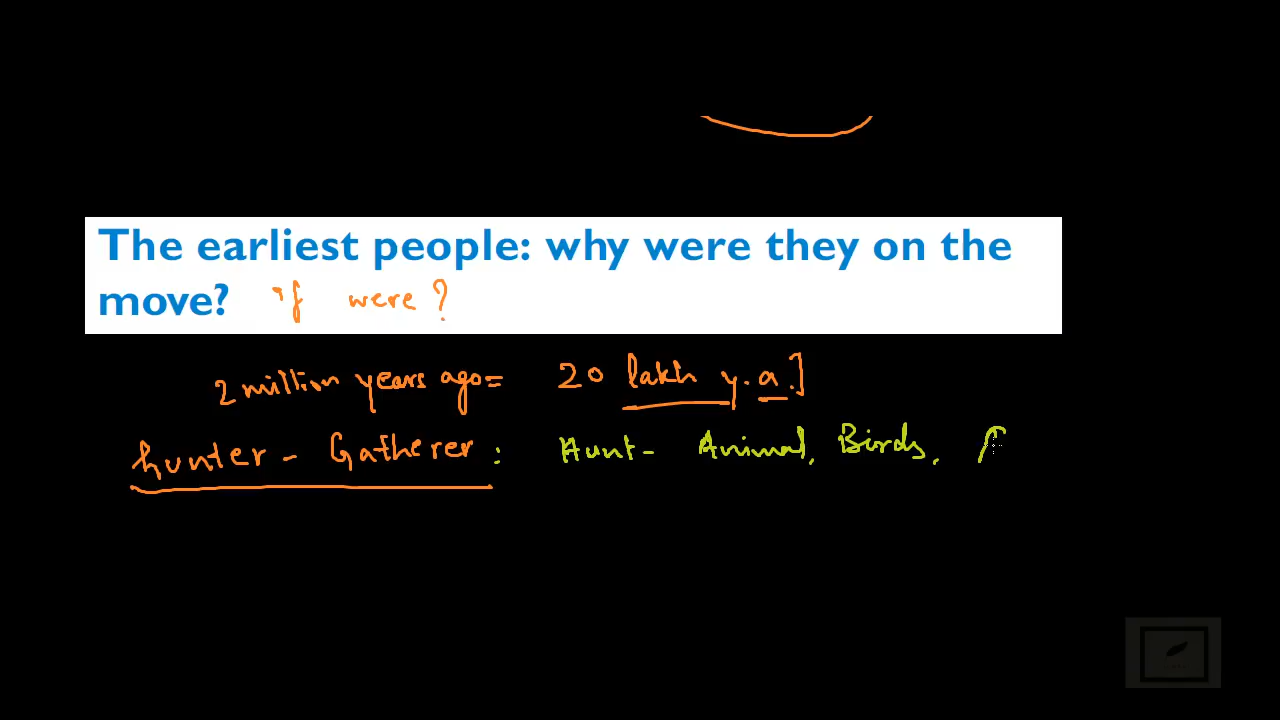 The earliest people: why were they on the
move? if were?
2 million years ago= 20 lakh y.a.]
hunter - Gatherer : Hunt - Animal, Birds,